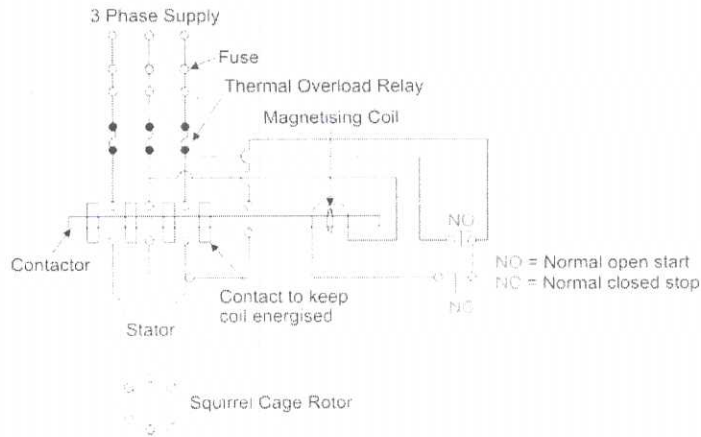 3 Phase Supply
Fuse
Thermal Overload Relay
Magnetising Coil
NO
Contactor
NO = Normal open start
NC = Normal closed stop
Contact to keep
coil energised
NC
Stator
Squirrel Cage Rotor